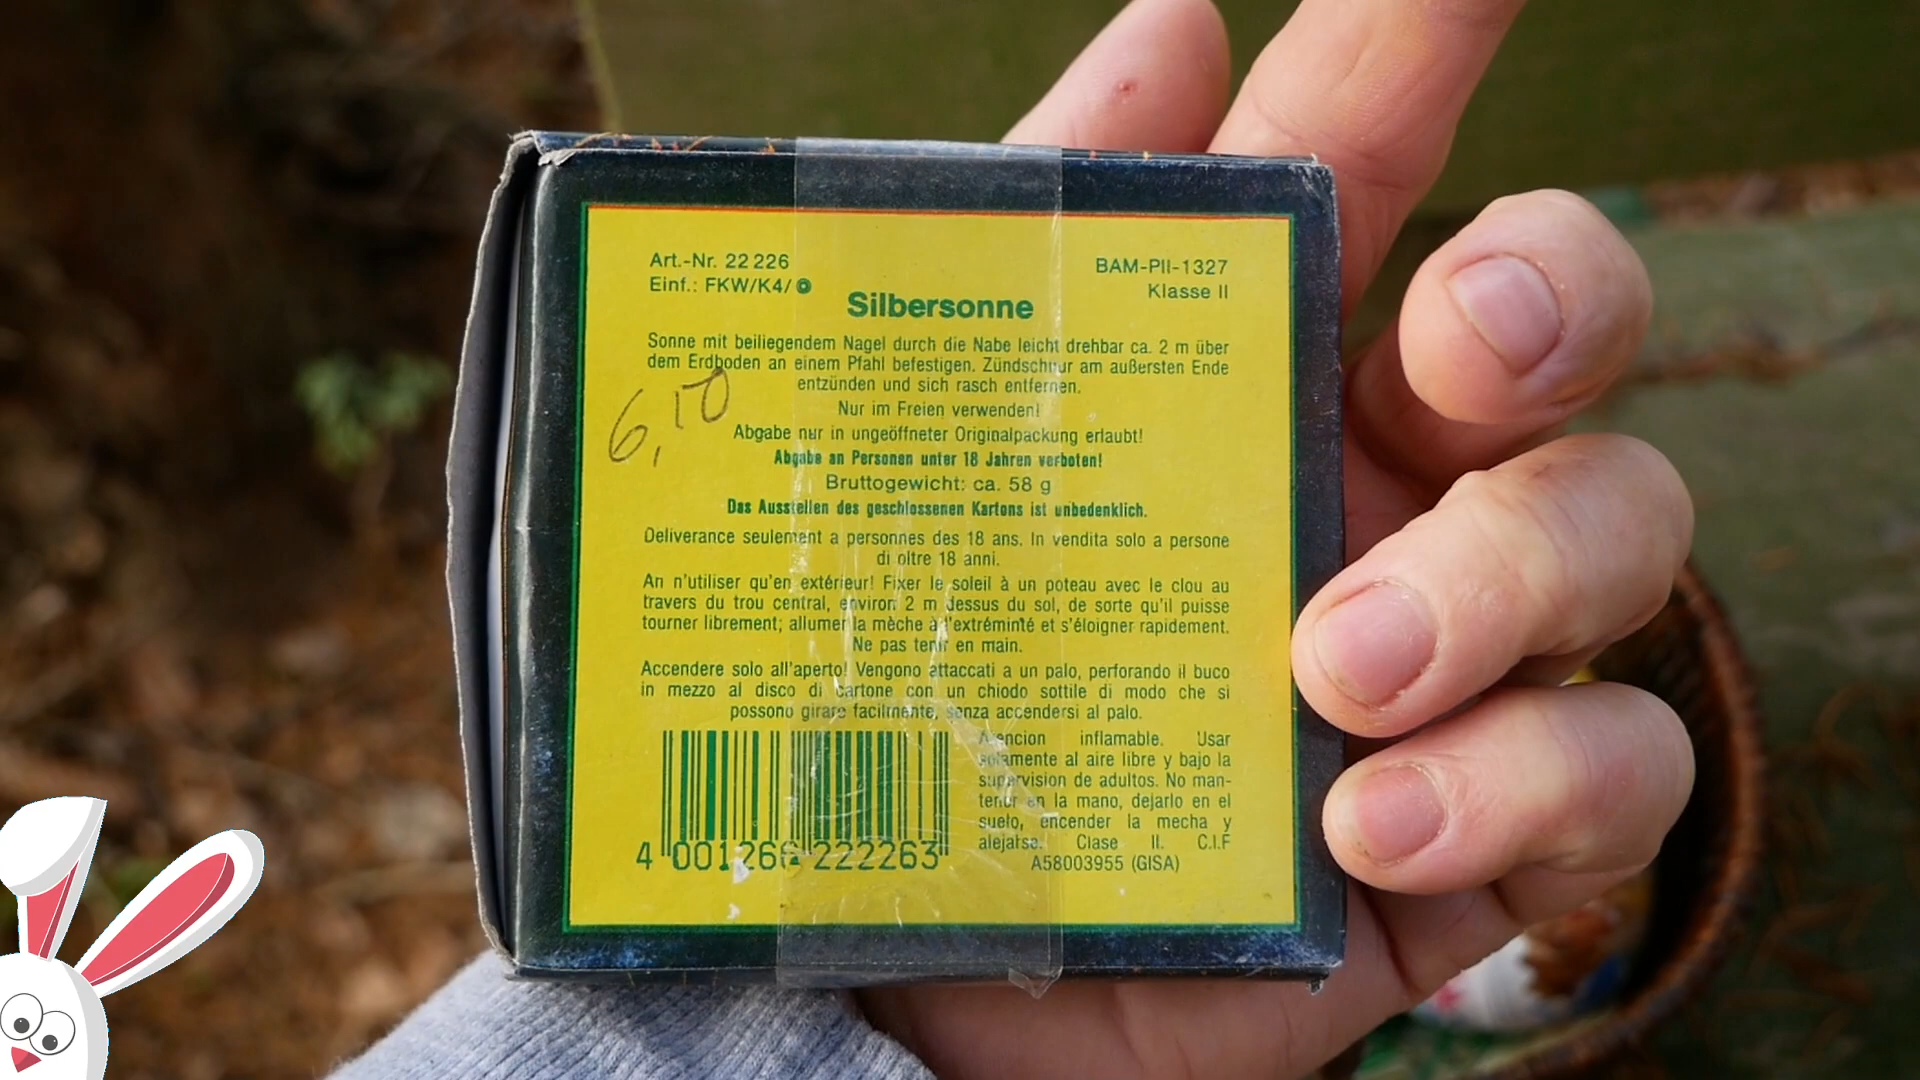 Art.-Nr. 22 226
Einf.: FKW/K4/
BAM-PII-1327
Klasse II
Silbersonne
Sonne mit beiliegendem Nagel durch die Nabe leicht drehbar ca. 2 m über
dem Erdboden an einem Pfahl befestigen. Zündschnur am außersten Ende
entzünden und sich rasch entfernen.
6,10
Nur im Freien verwenden!
Abgabe nur in ungeöffneter Originalpackung erlaubt!
Abgabe an Personen unter 18 Jahren verboten!
Bruttogewicht: ca. 58 g
Das Ausstellen des geschlossenen Kartons ist unbedenklich.
Deliverance seulement a personnes des 18 ans. In vendita solo a persone
di oltre 18 anni.
An n'utiliser qu'en extérieur! Fixer le soleil à un poteau avec le clou au
travers du trou central, environ 2 m dessus du sol, de sorte qu'il puisse
tourner librement; allumer la mèche à l'extréminté et s'éloigner rapidement.
Ne pas tenir en main.
Accendere solo all'aperto! Vengono attaccati a un palo, perforando il buco
in mezzo al disco di cartone con un chiodo sottile di modo che si
possono girare facilmente, senza accendersi al palo.
Atencion inflamable. Usar
solamente al aire libre y bajo la
supervision de adultos. No man-
tener en la mano, dejarlo en el
suelo, encender la mecha y
alejarse. Clase II. C.I.F
A58003955 (GISA)
4 001266 222263